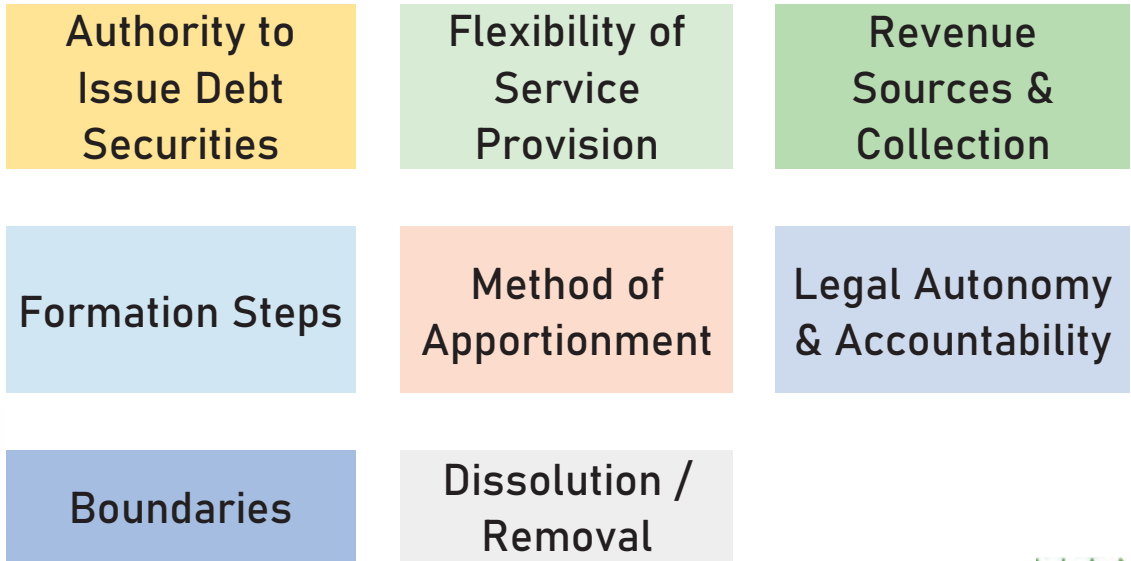 Authority to
Issue Debt
Securities
Flexibility of
Service
Provision
Revenue
Sources &
Collection
Formation Steps
Method of
Apportionment
Legal Autonomy
& Accountability
Boundaries
Dissolution /
Removal